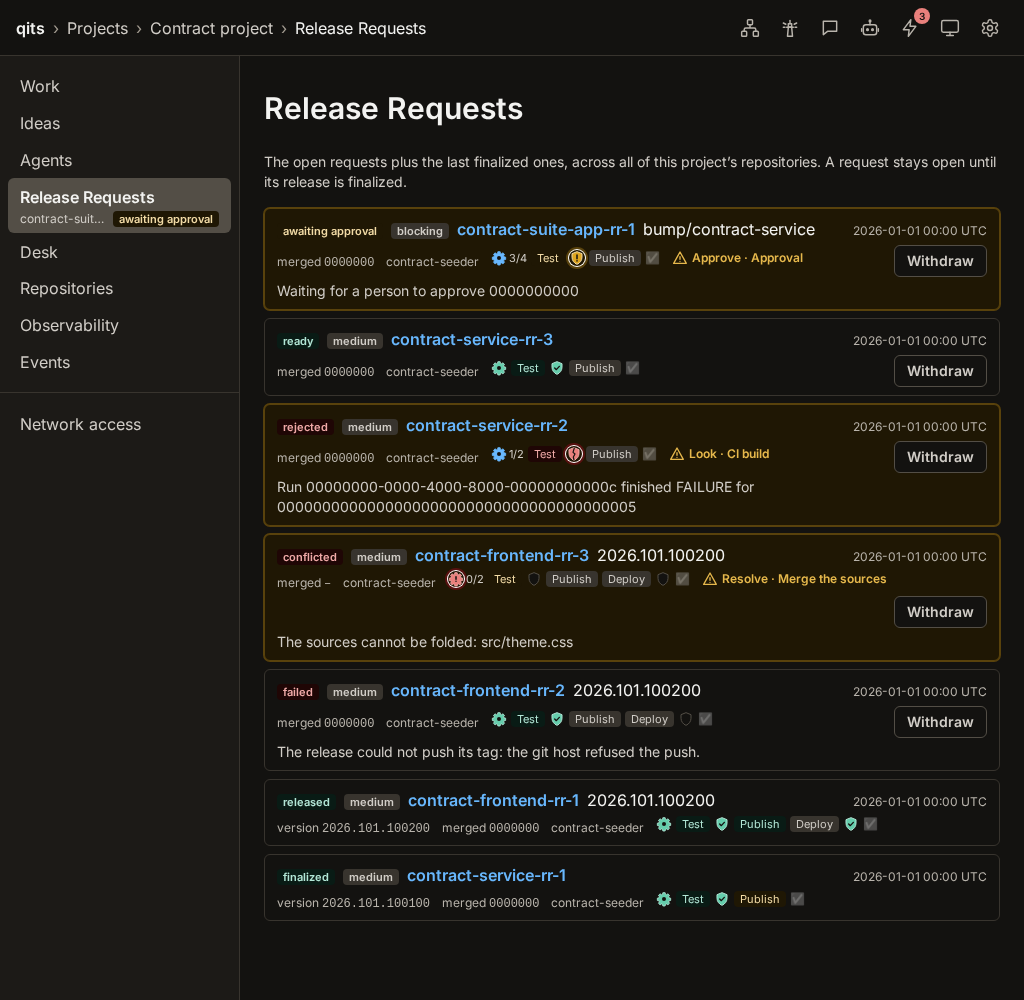 qits › Projects › Contract project › Release Requests
3
Work
Ideas
Agents
Release Requests
contract-suit... awaiting approval
Desk
Repositories
Observability
Events
Network access
Release Requests
The open requests plus the last finalized ones, across all of this project's repositories. A request stays open until
its release is finalized.
awaiting approval blocking contract-suite-app-rr-1 bump/contract-service 2026-01-01 00:00 UTC
merged 0000000 contract-seeder 3/4 Test Publish Approve · Approval Withdraw
Waiting for a person to approve 0000000000
ready medium contract-service-rr-3 2026-01-01 00:00 UTC
merged 0000000 contract-seeder Test Publish Withdraw
rejected medium contract-service-rr-2 2026-01-01 00:00 UTC
merged 0000000 contract-seeder 1/2 Test Publish Look · CI build Withdraw
Run 00000000-0000-4000-8000-00000000000c finished FAILURE for
0000000000000000000000000000000000000005
conflicted medium contract-frontend-rr-3 2026.101.100200 2026-01-01 00:00 UTC
merged – contract-seeder 0/2 Test Publish Deploy Resolve · Merge the sources
Withdraw
The sources cannot be folded: src/theme.css
failed medium contract-frontend-rr-2 2026.101.100200 2026-01-01 00:00 UTC
merged 0000000 contract-seeder Test Publish Deploy Withdraw
The release could not push its tag: the git host refused the push.
released medium contract-frontend-rr-1 2026.101.100200 2026-01-01 00:00 UTC
version 2026.101.100200 merged 0000000 contract-seeder Test Publish Deploy
finalized medium contract-service-rr-1 2026-01-01 00:00 UTC
version 2026.101.100100 merged 0000000 contract-seeder Test Publish